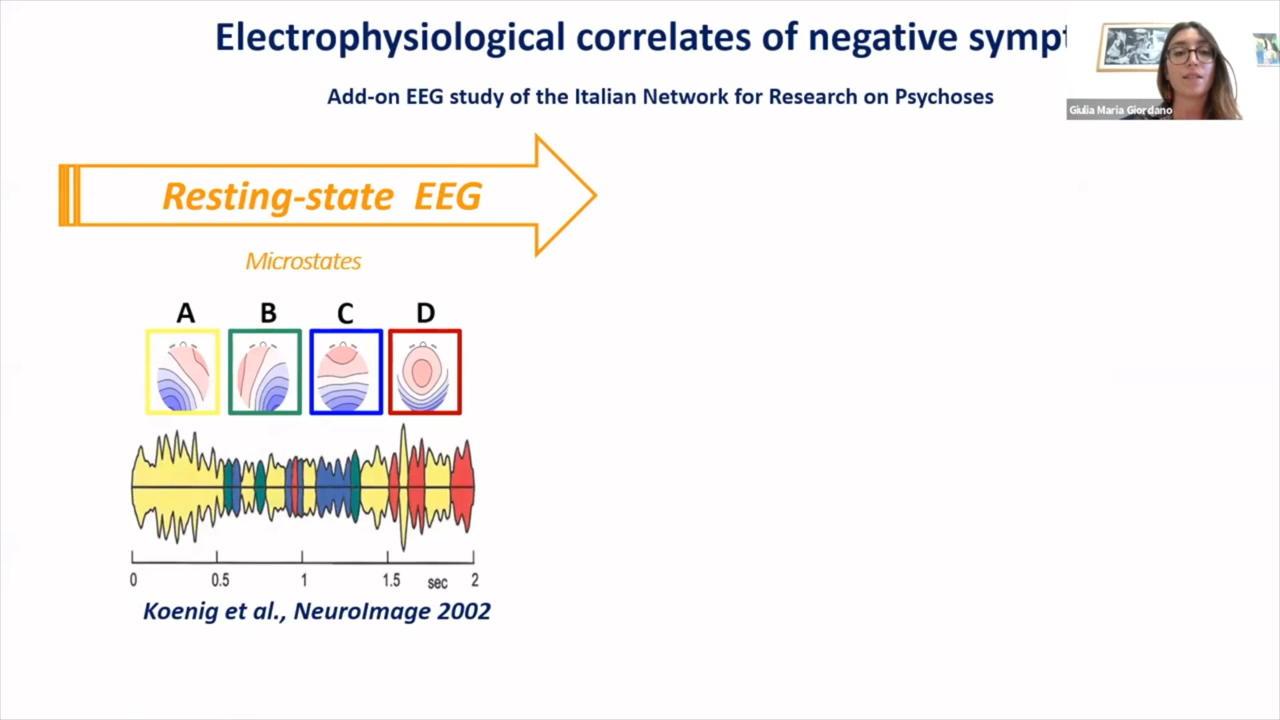 Electrophysiological correlates of negative sympt
Add-on EEG study of the Italian Network for Research on Psychoses
Giulia Maria Giordano
Resting-state EEG
Microstates
A B C D
0 0.5 1 1.5 sec 2
Koenig et al., NeuroImage 2002